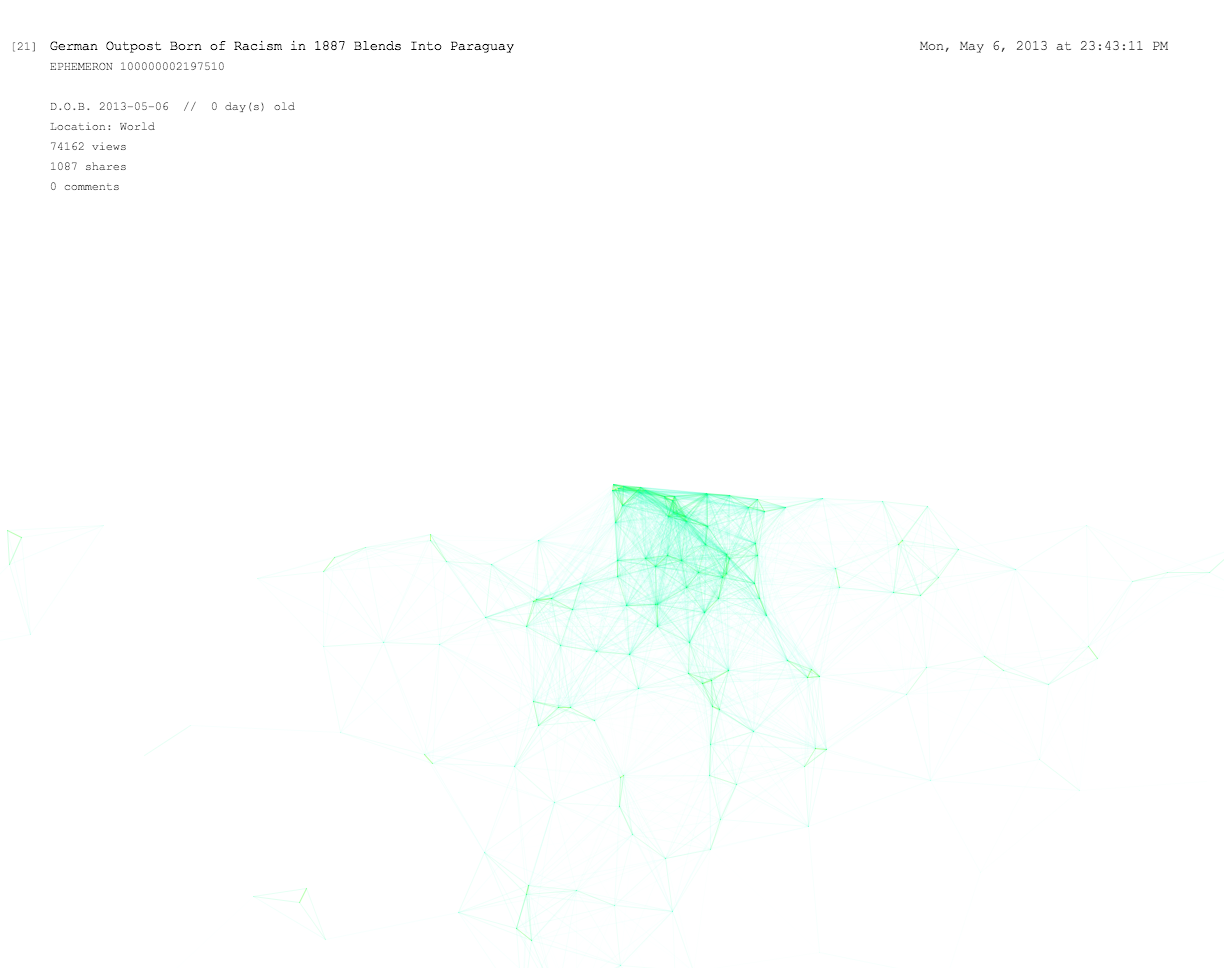 [21] German Outpost Born of Racism in 1887 Blends Into Paraguay Mon, May 6, 2013 at 23:43:11 PM
EPHEMERON 100000002197510
D.O.B. 2013-05-06 // 0 day(s) old
Location: World
74162 views
1087 shares
0 comments